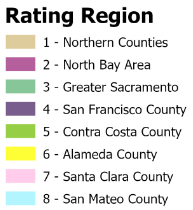 Rating Region
1 - Northern Counties
2 - North Bay Area
3 - Greater Sacramento
4 - San Francisco County
5 - Contra Costa County
6 - Alameda County
7 - Santa Clara County
8 - San Mateo County